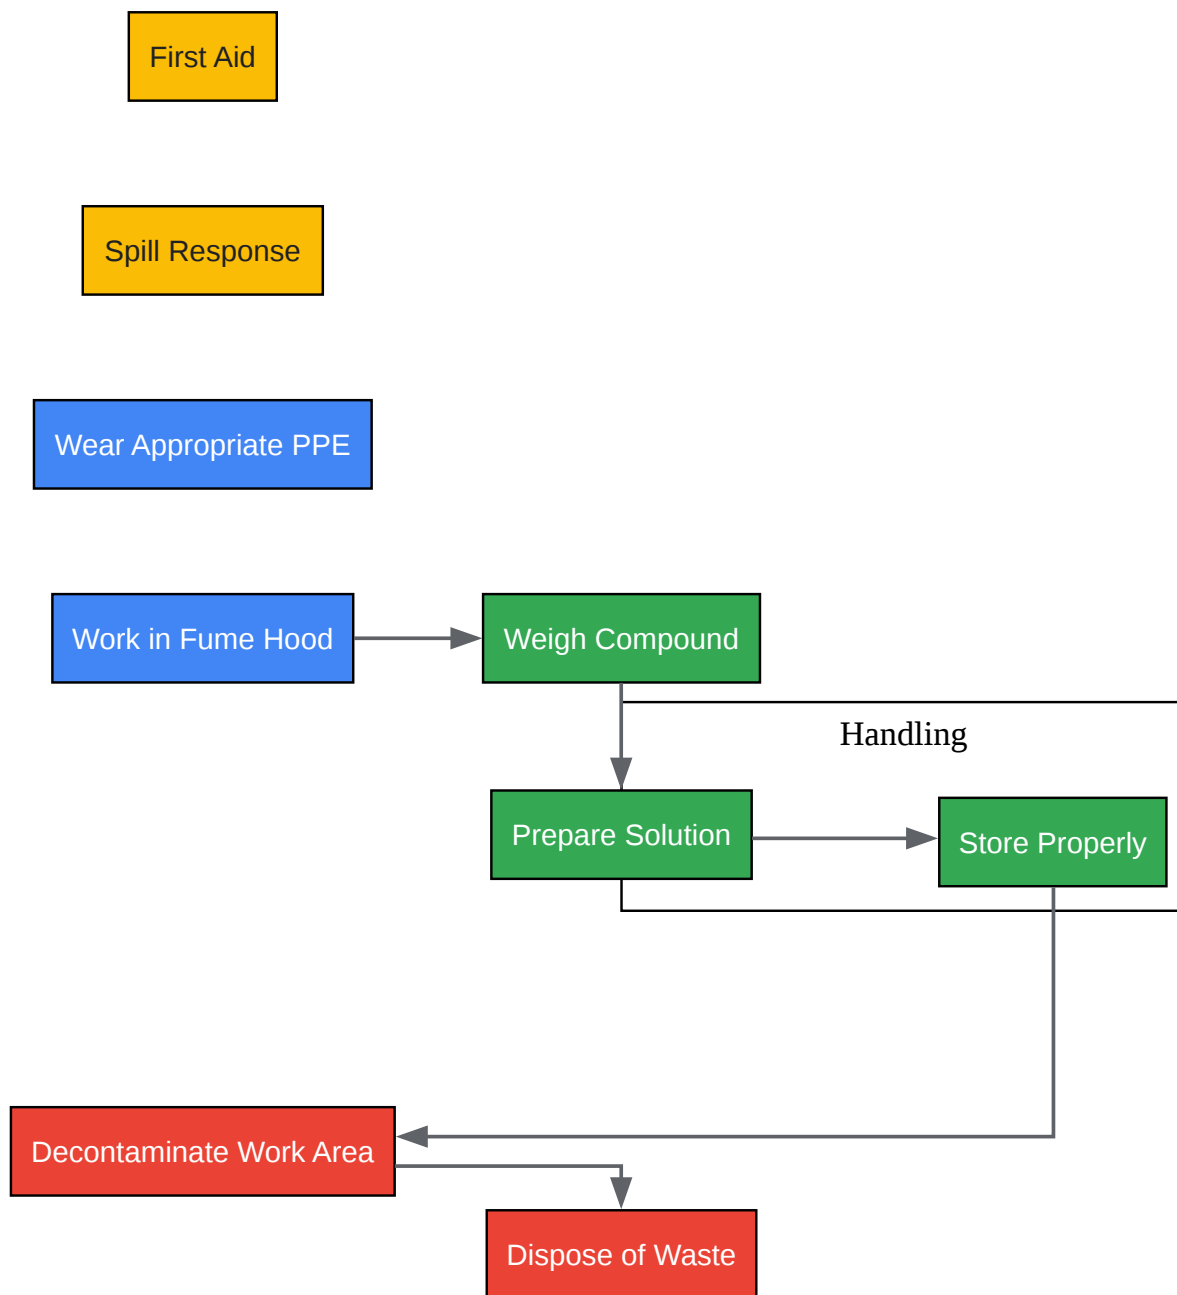 First Aid
Spill Response
Wear Appropriate PPE
Work in Fume Hood
Weigh Compound
Handling
Prepare Solution
Store Properly
Decontaminate Work Area
Dispose of Waste